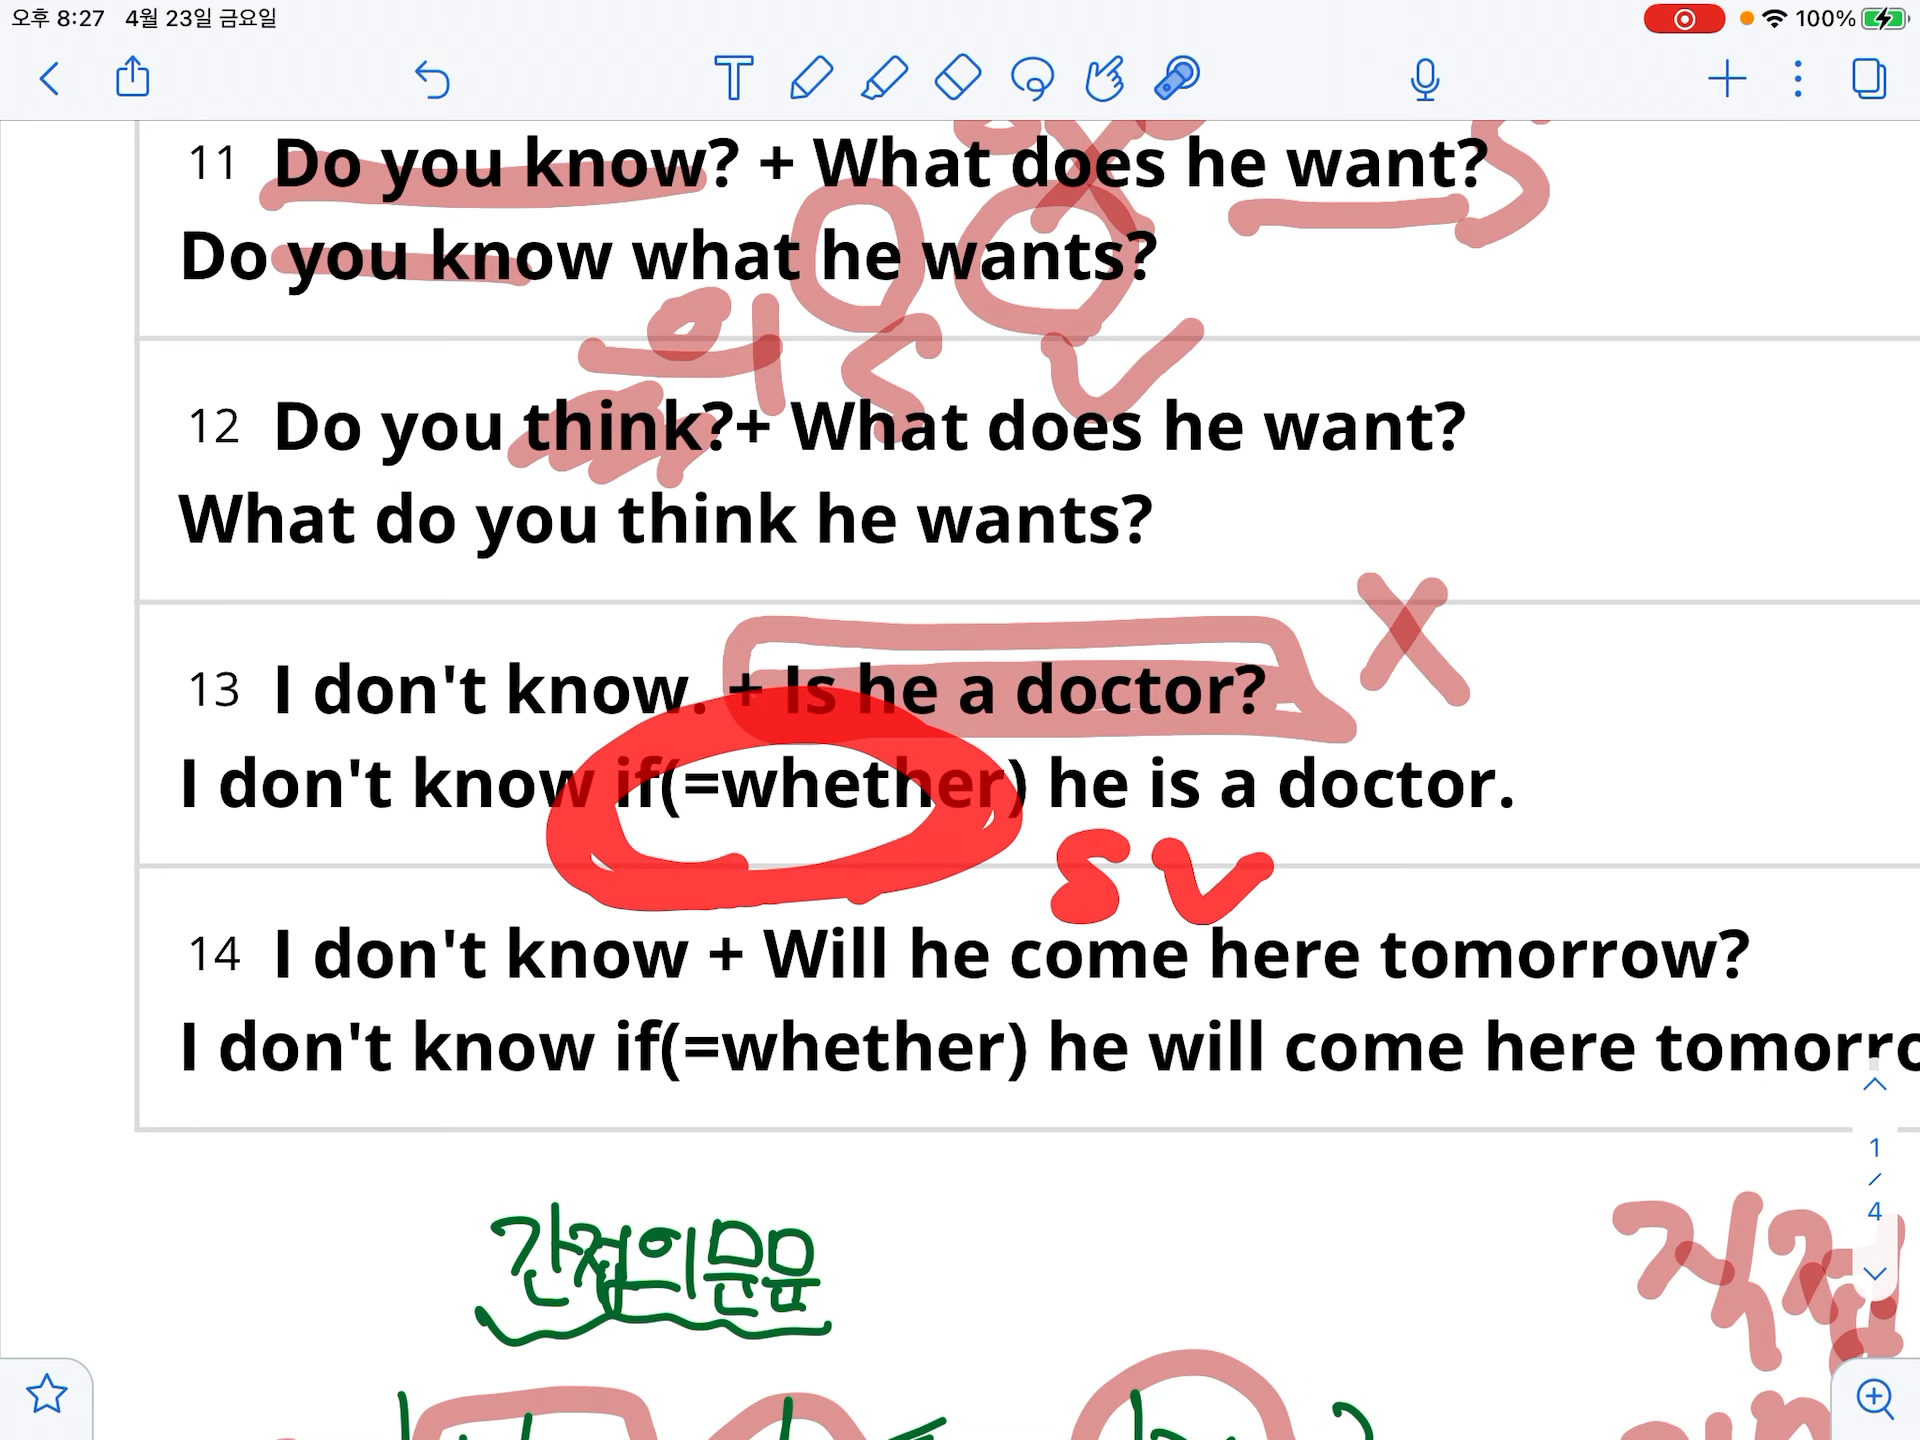 오후 8:27 4월 23일 금요일 100%
11 Do you know? + What does he want?
Do you know what he wants?
의 S V
12 Do you think?+ What does he want?
What do you think he wants?
X
13 I don't know. + Is he a doctor?
I don't know if(=whether) he is a doctor.
S V
14 I don't know + Will he come here tomorrow?
I don't know if(=whether) he will come here tomorro
1
/
4
간접의문문
직접